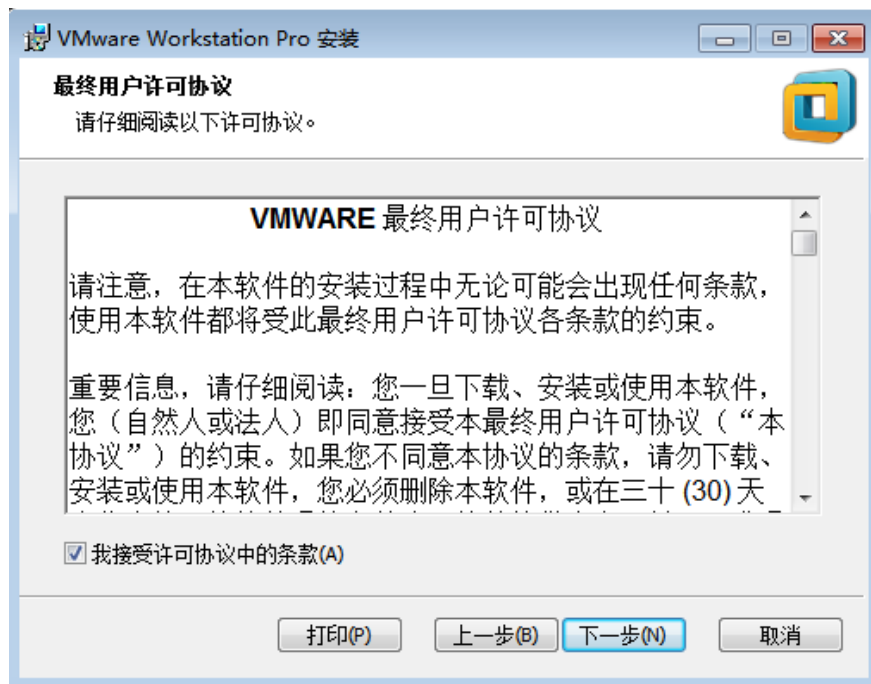 VMware Workstation Pro 安装
最终用户许可协议
请仔细阅读以下许可协议。
VMWARE 最终用户许可协议
请注意，在本软件的安装过程中无论可能会出现任何条款，
使用本软件都将受此最终用户许可协议各条款的约束。
重要信息，请仔细阅读：您一旦下载、安装或使用本软件，
您（自然人或法人）即同意接受本最终用户许可协议（“本
协议”）的约束。如果您不同意本协议的条款，请勿下载、
安装或使用本软件，您必须删除本软件，或在三十 (30) 天
我接受许可协议中的条款(A)
打印(P)
上一步(B)
下一步(N)
取消